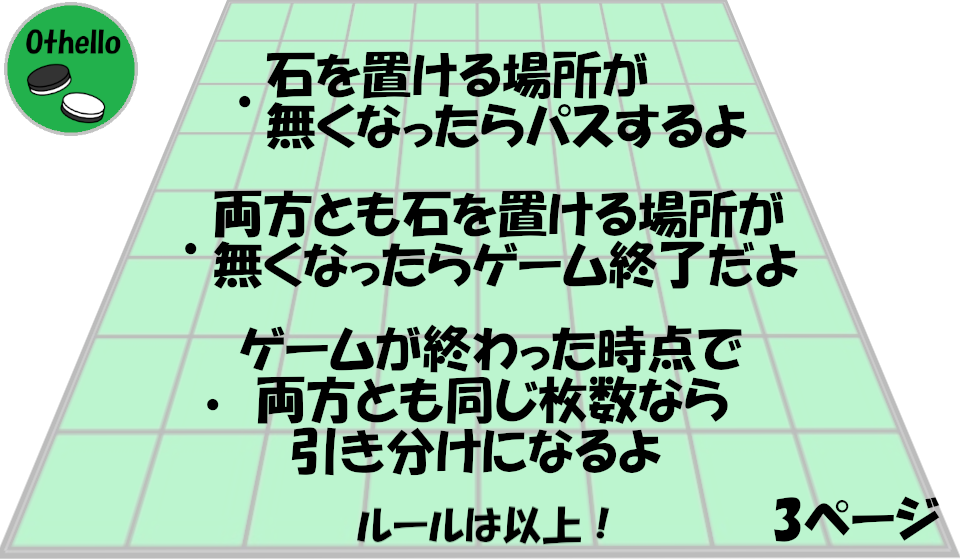 Othello
・石を置ける場所が
無くなったらパスするよ
・両方とも石を置ける場所が
無くなったらゲーム終了だよ
ゲームが終わった時点で
・両方とも同じ枚数なら
引き分けになるよ
ルールは以上！
3ページ